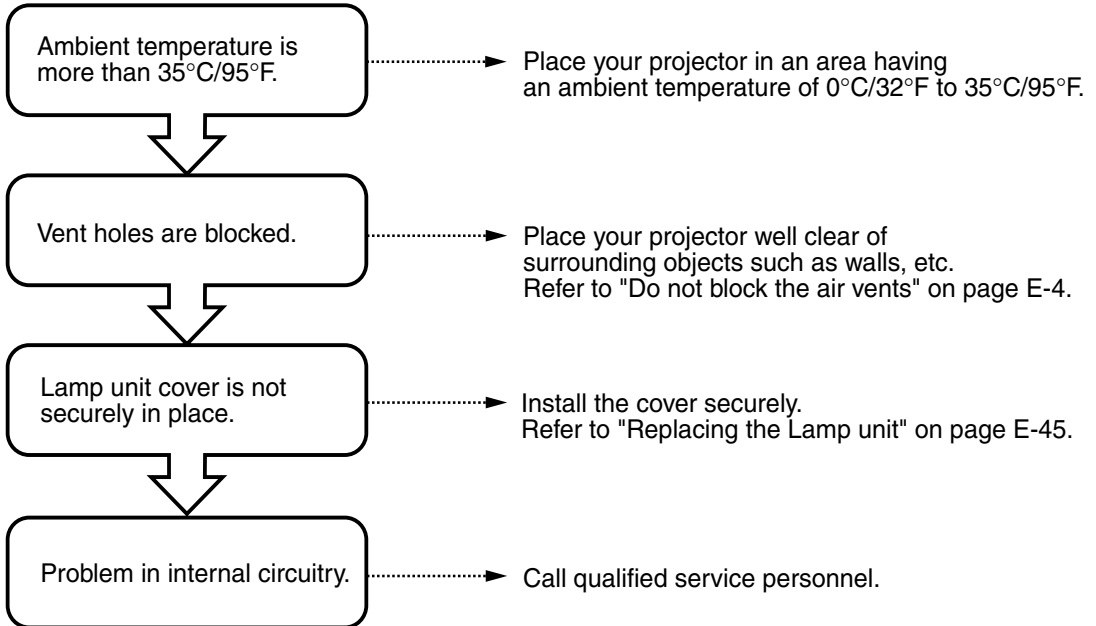 Ambient temperature is
more than 35°C/95°F.
Place your projector in an area having
an ambient temperature of 0°C/32°F to 35°C/95°F.
Vent holes are blocked.
Place your projector well clear of
surrounding objects such as walls, etc.
Refer to "Do not block the air vents" on page E-4.
Lamp unit cover is not
securely in place.
Install the cover securely.
Refer to "Replacing the Lamp unit" on page E-45.
Problem in internal circuitry.
Call qualified service personnel.